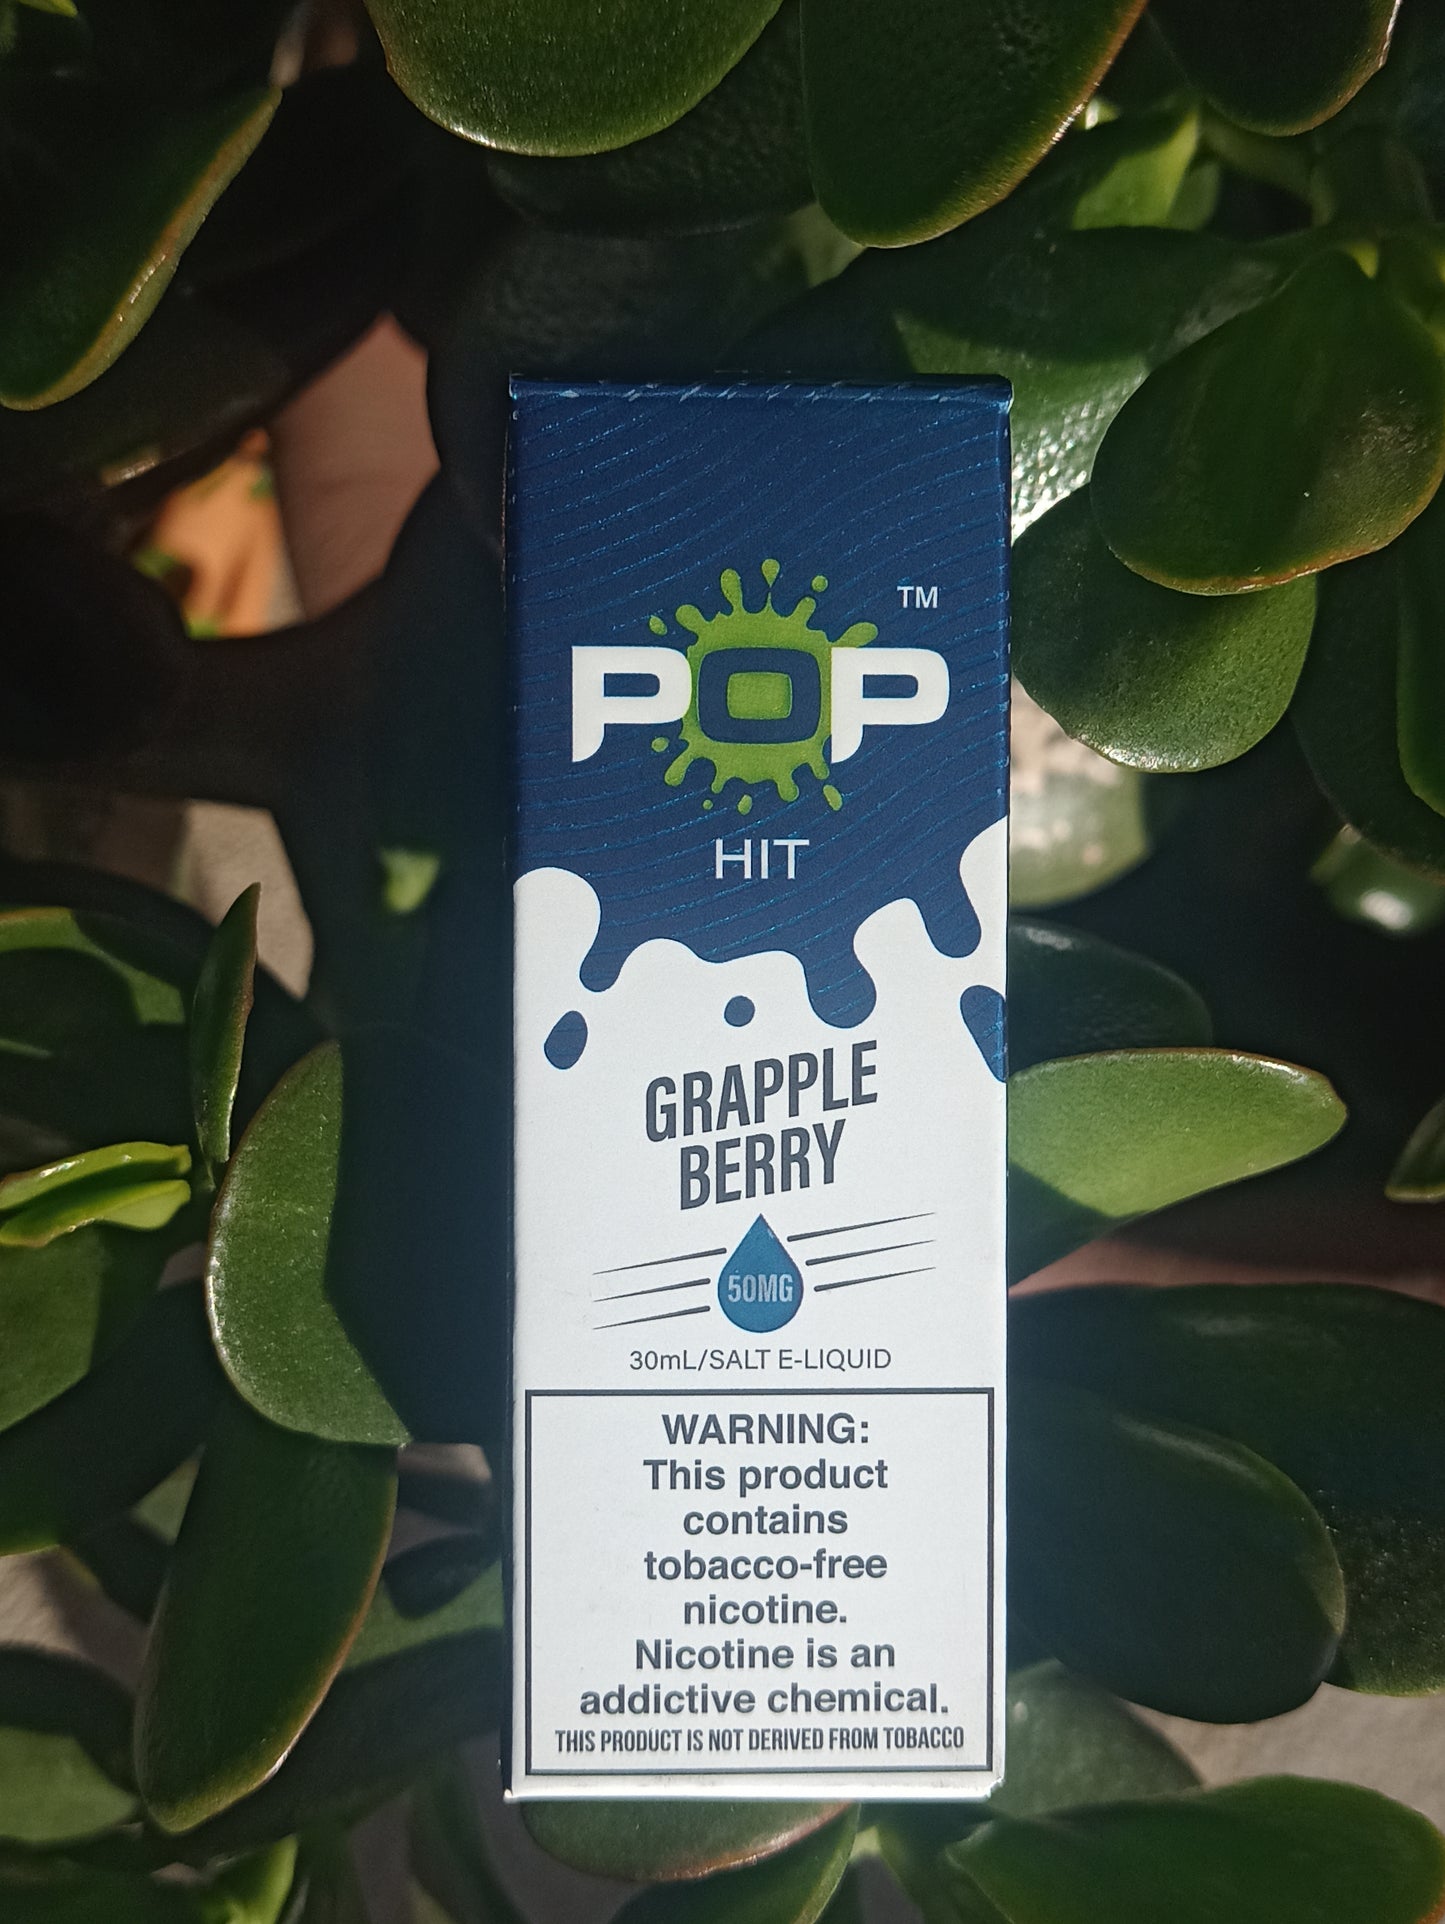 POP™
HIT
GRAPPLE
BERRY
50MG
30mL/SALT E-LIQUID
WARNING:
This product
contains
tobacco-free
nicotine.
Nicotine is an
addictive chemical.
THIS PRODUCT IS NOT DERIVED FROM TOBACCO